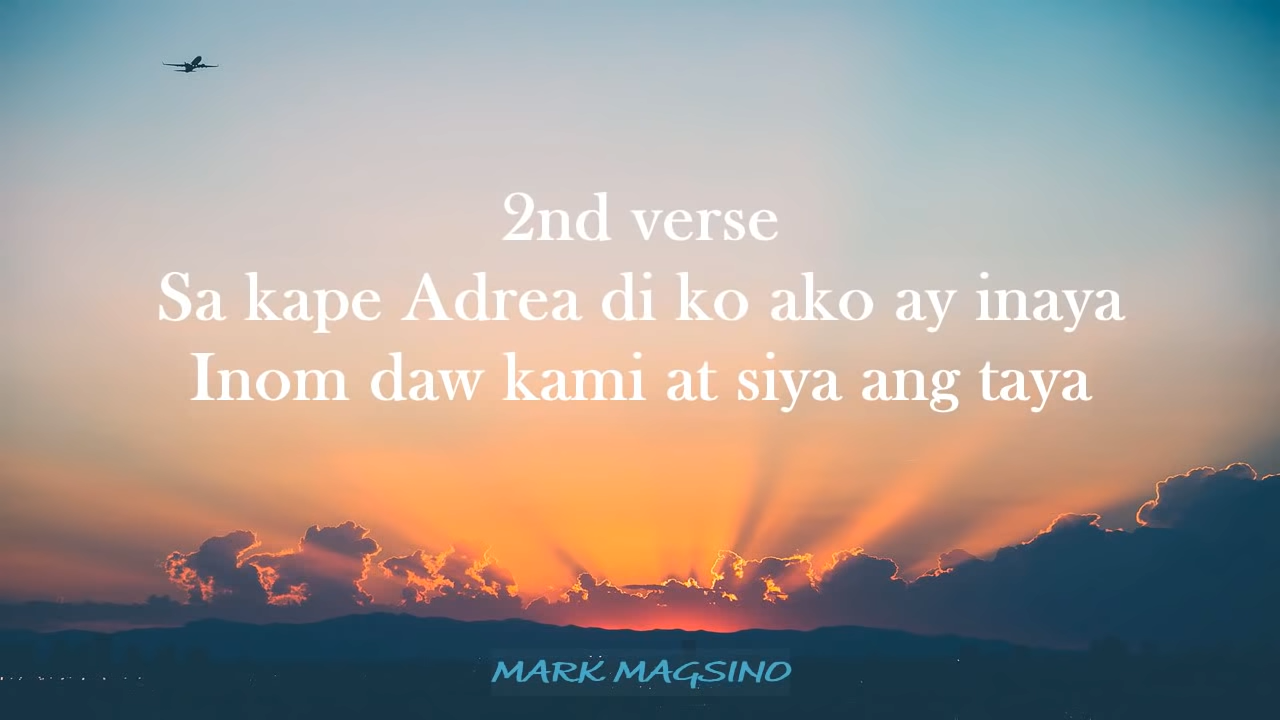 2nd verse
Sa kape Adrea di ko ako ay inaya
Inom daw kami at siya ang taya
MARK MAGSINO